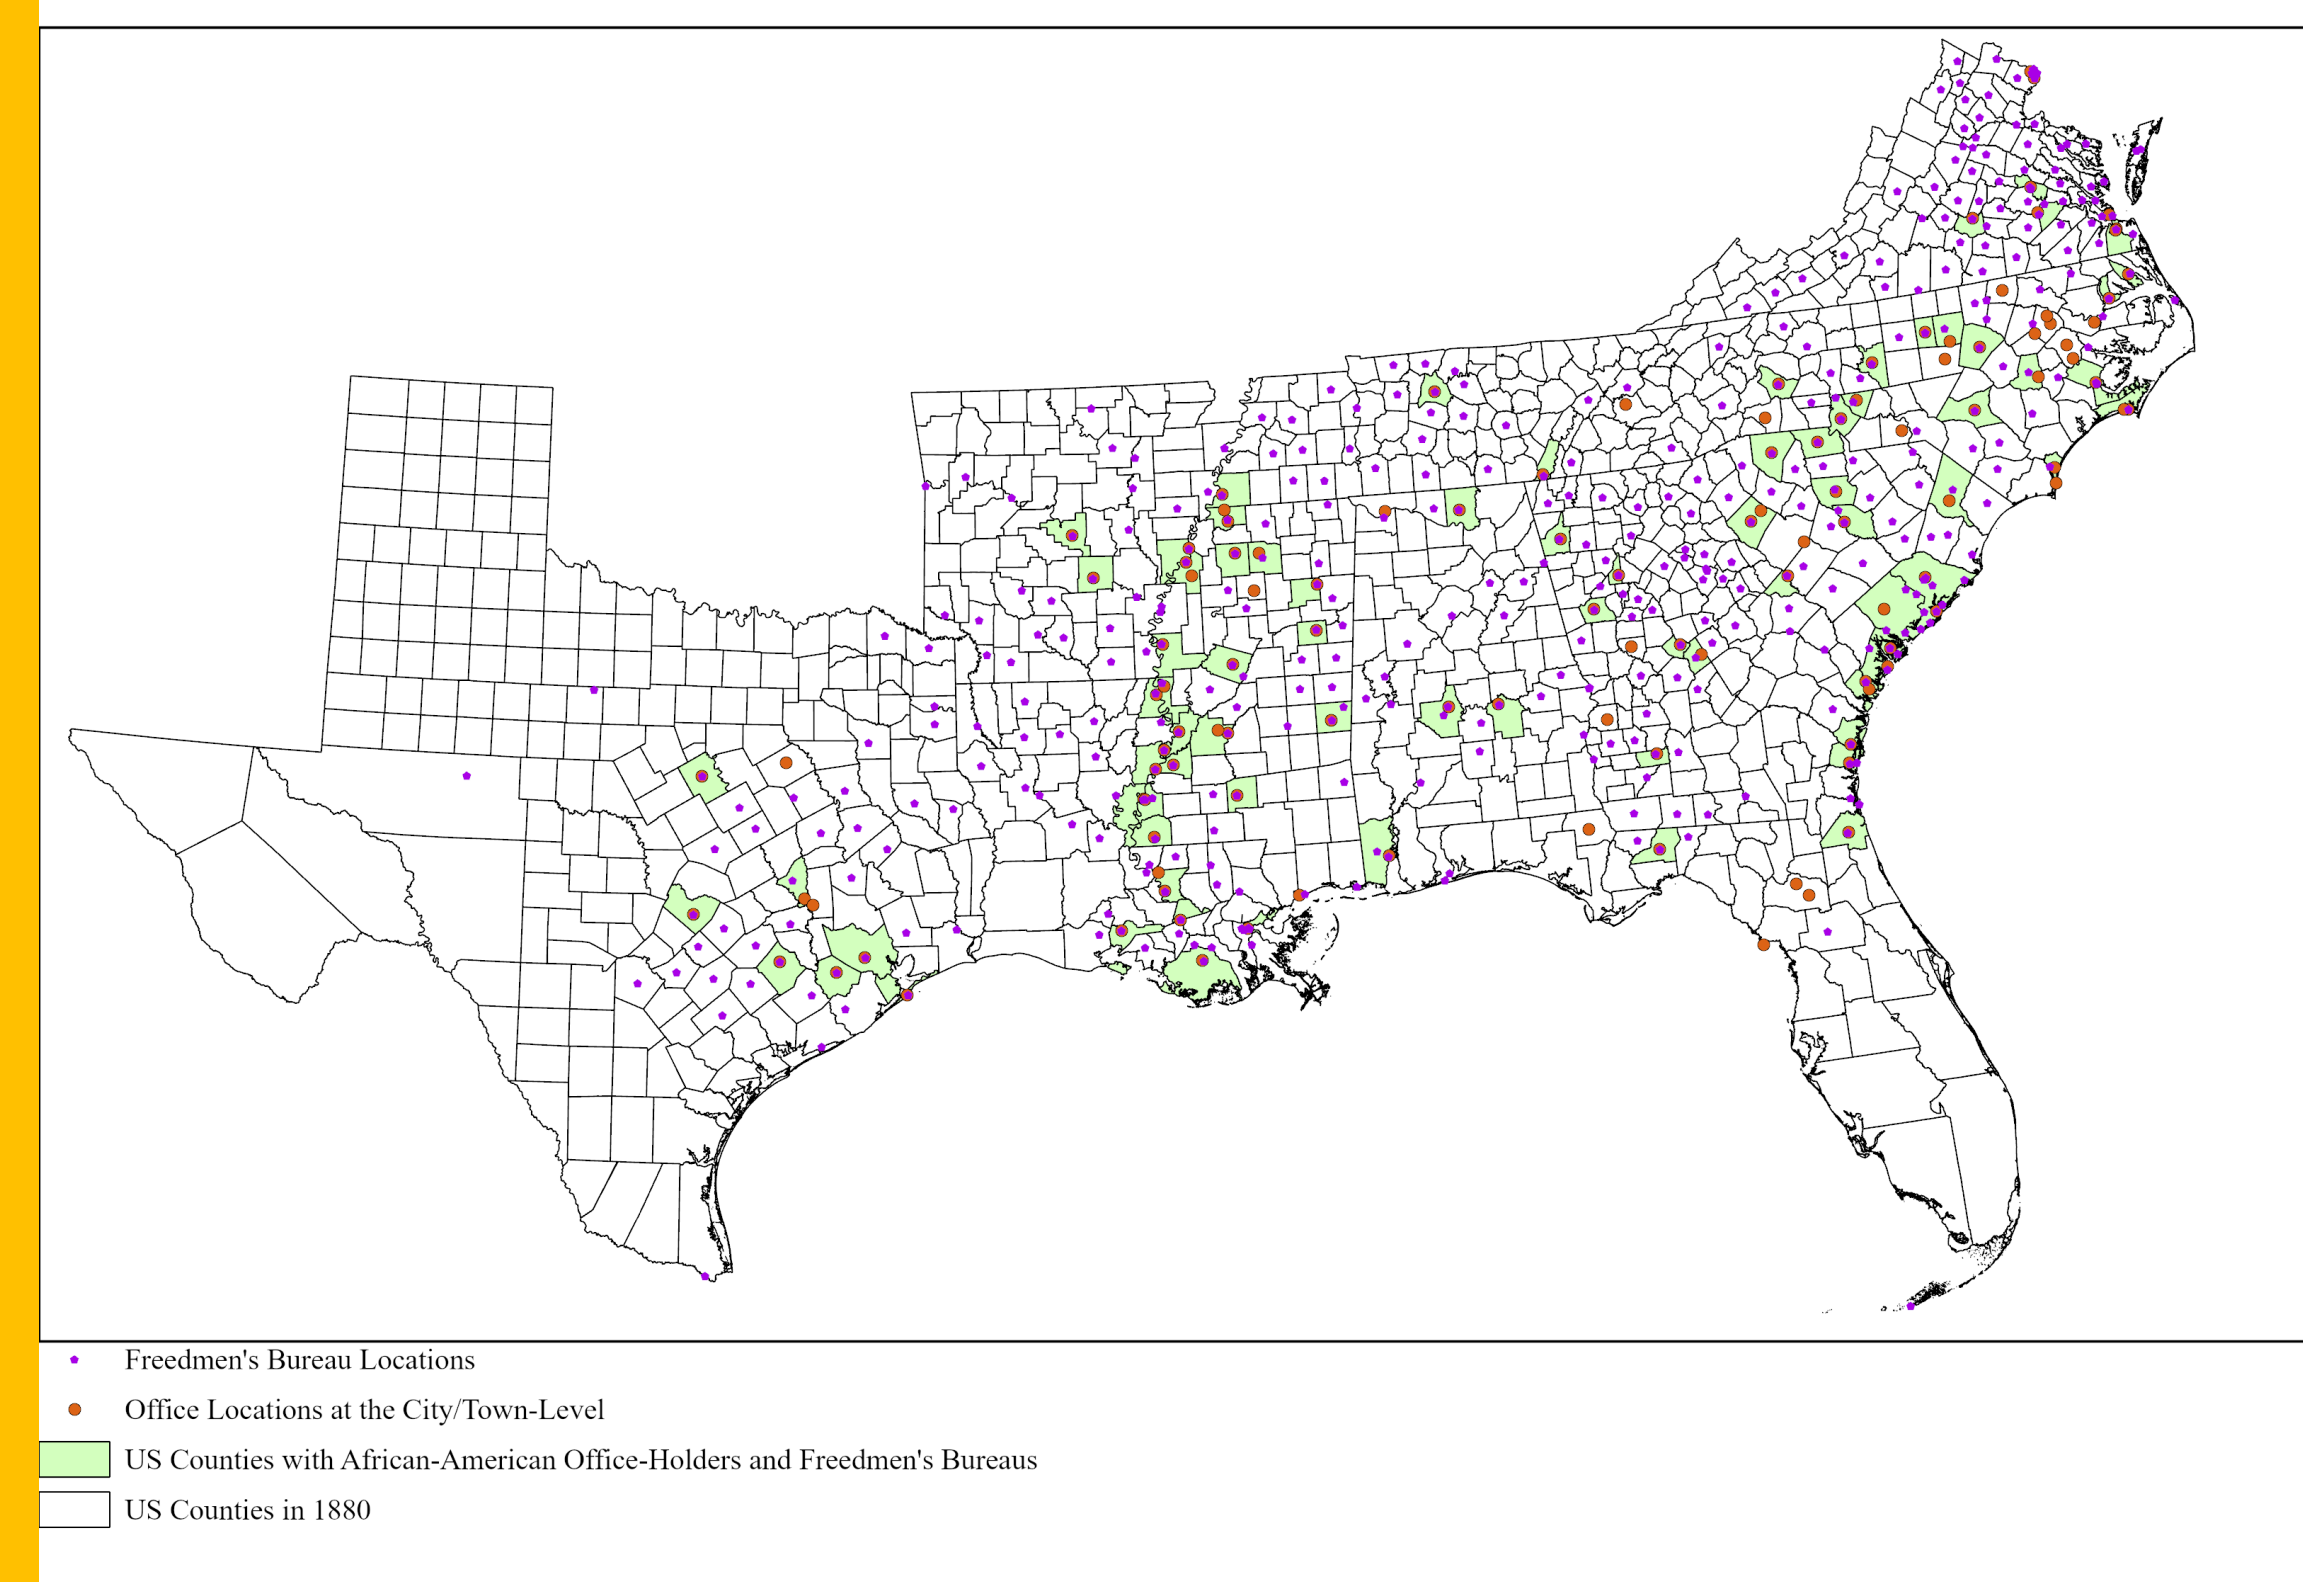 Freedmen's Bureau Locations
Office Locations at the City/Town-Level
US Counties with African-American Office-Holders and Freedmen's Bureaus
US Counties in 1880